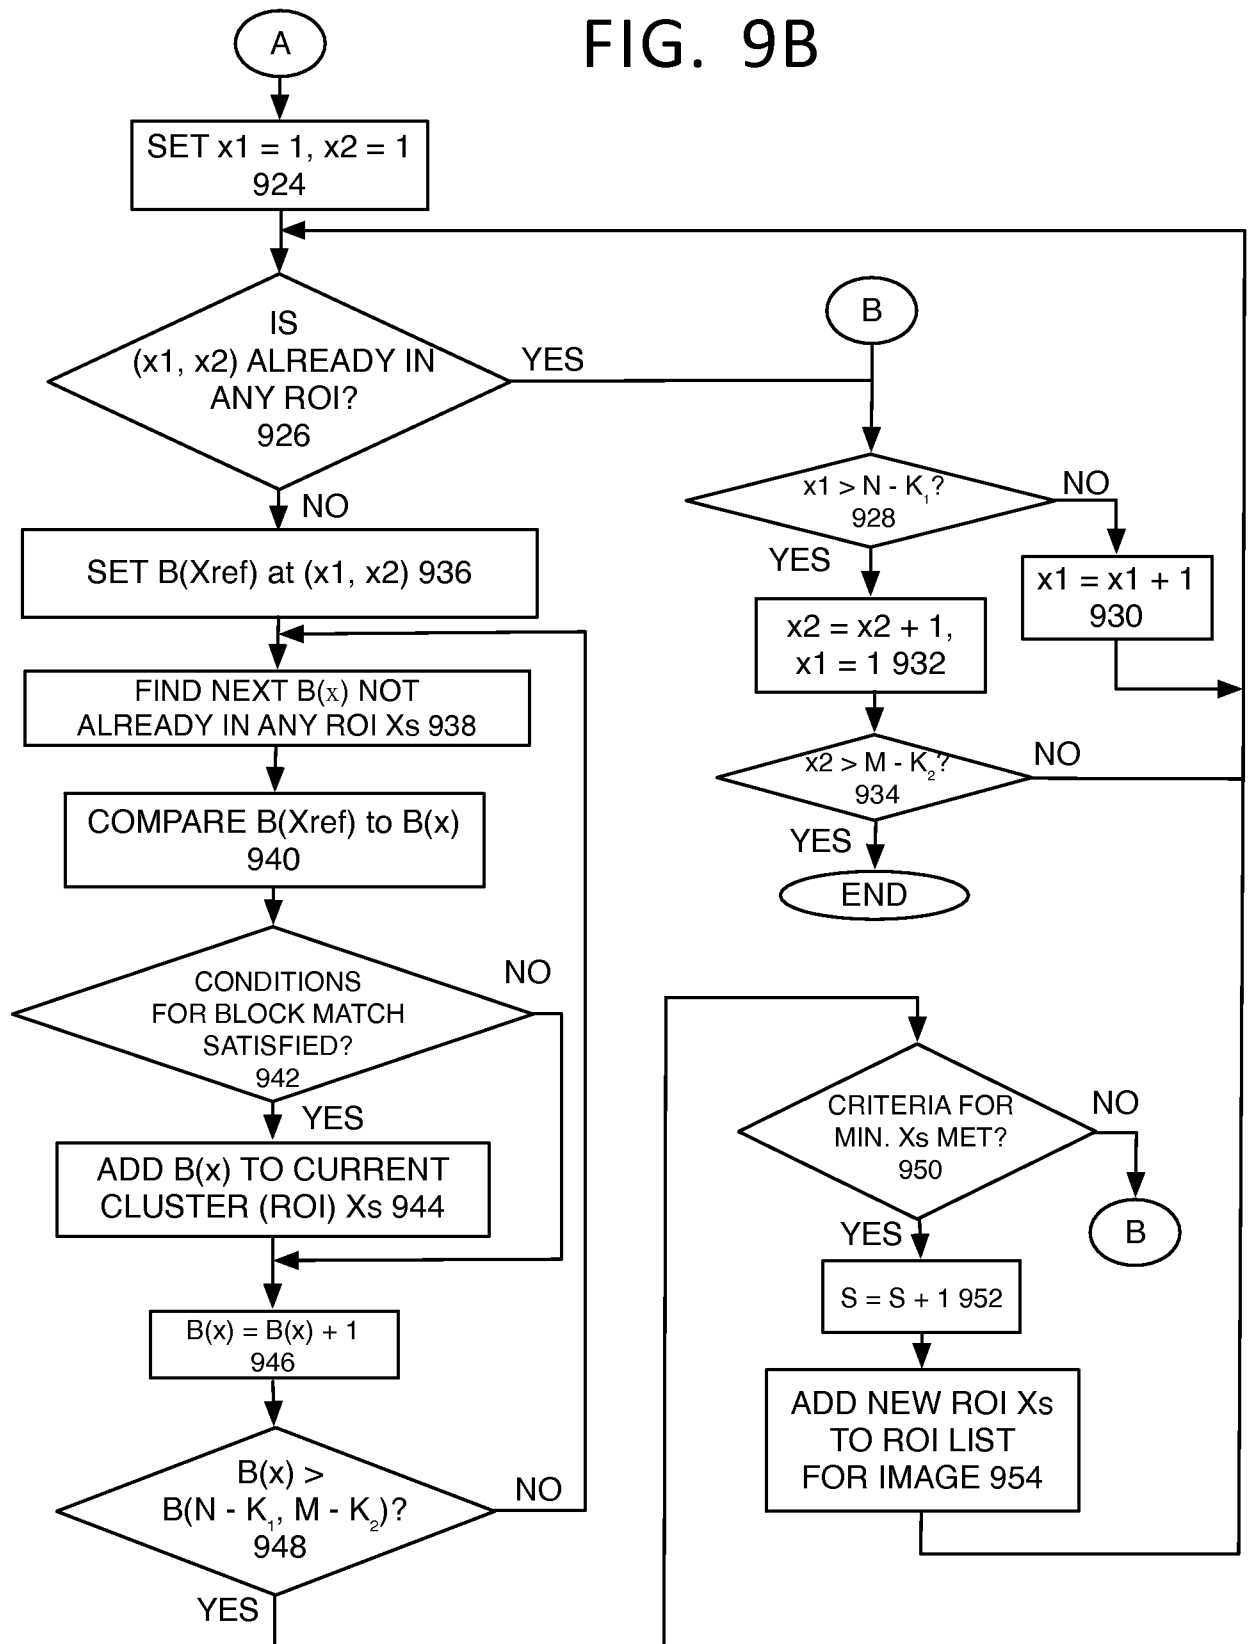 FIG. 9B
A
SET x1 = 1, x2 = 1
924
IS
(x1, x2) ALREADY IN
ANY ROI?
926
YES
NO
SET B(Xref) at (x1, x2) 936
FIND NEXT B(x) NOT
ALREADY IN ANY ROI Xs 938
COMPARE B(Xref) to B(x)
940
CONDITIONS
FOR BLOCK MATCH
SATISFIED?
942
NO
YES
ADD B(x) TO CURRENT
CLUSTER (ROI) Xs 944
B(x) = B(x) + 1
946
B(x) >
B(N - K₁, M - K₂)?
948
NO
YES
B
x1 > N - K₁?
928
NO
YES
x1 = x1 + 1
930
x2 = x2 + 1,
x1 = 1 932
x2 > M - K₂?
934
NO
YES
END
CRITERIA FOR
MIN. Xs MET?
950
NO
B
YES
S = S + 1 952
ADD NEW ROI Xs
TO ROI LIST
FOR IMAGE 954